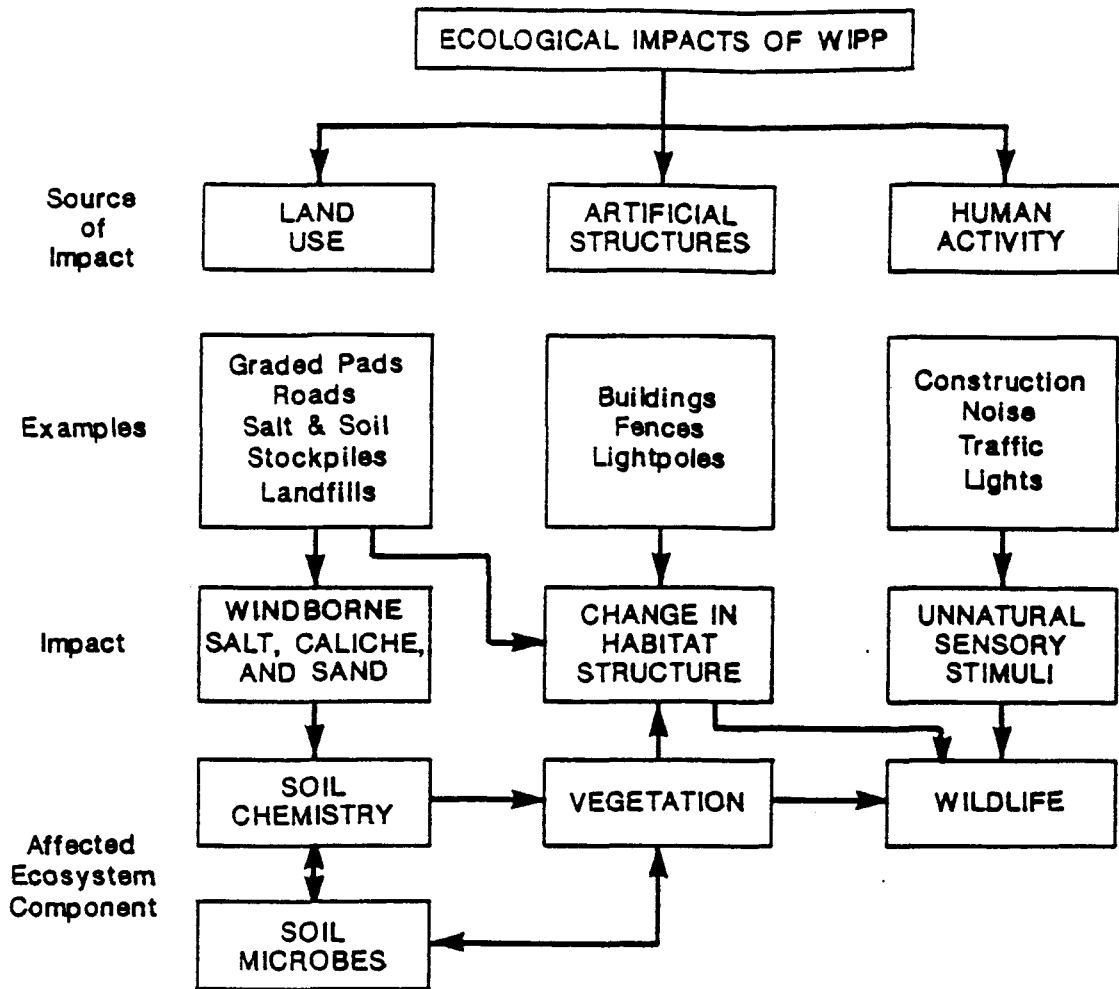 ECOLOGICAL IMPACTS OF WIPP
Source
of
Impact
LAND
USE
ARTIFICIAL
STRUCTURES
HUMAN
ACTIVITY
Examples
Graded Pads
Roads
Salt & Soil
Stockpiles
Landfills
Buildings
Fences
Lightpoles
Construction
Noise
Traffic
Lights
Impact
WINDBORNE
SALT, CALICHE,
AND SAND
CHANGE IN
HABITAT
STRUCTURE
UNNATURAL
SENSORY
STIMULI
Affected
Ecosystem
Component
SOIL
CHEMISTRY
VEGETATION
WILDLIFE
SOIL
MICROBES